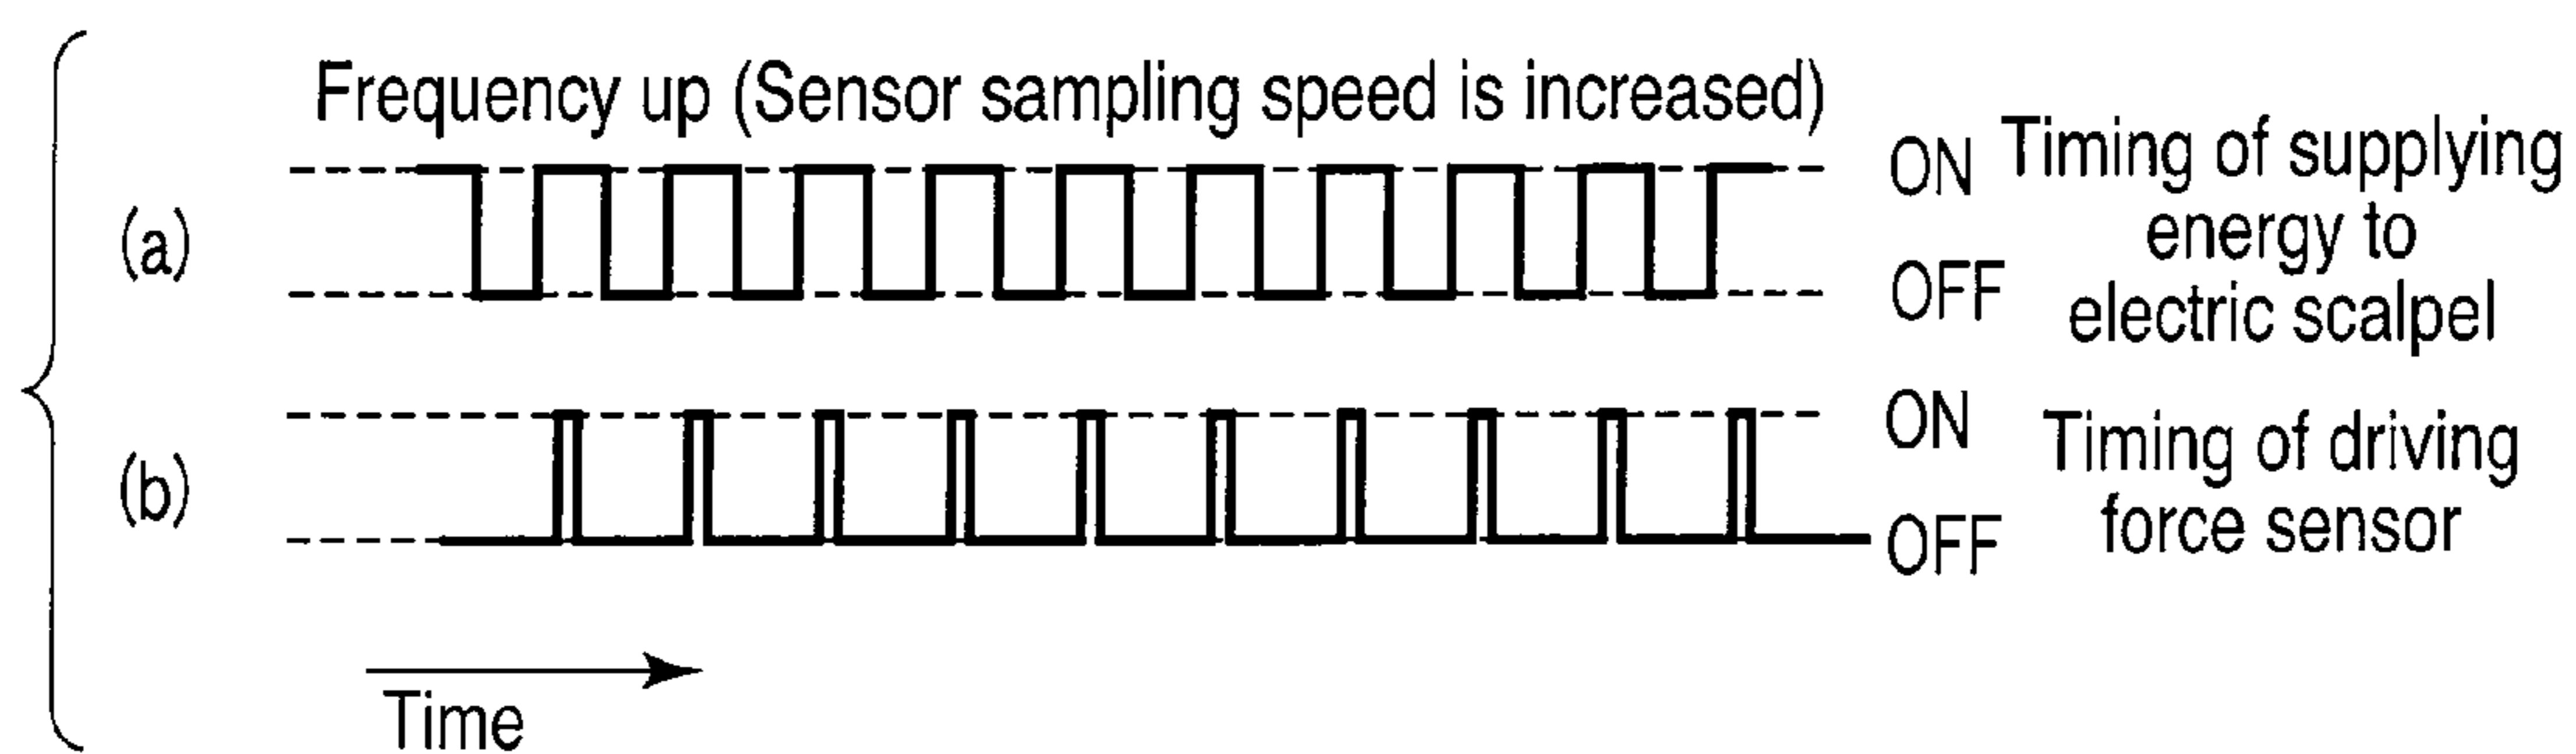 Frequency up (Sensor sampling speed is increased)
(a)
ON
OFF
Timing of supplying
energy to
electric scalpel
(b)
ON
OFF
Timing of driving
force sensor
Time